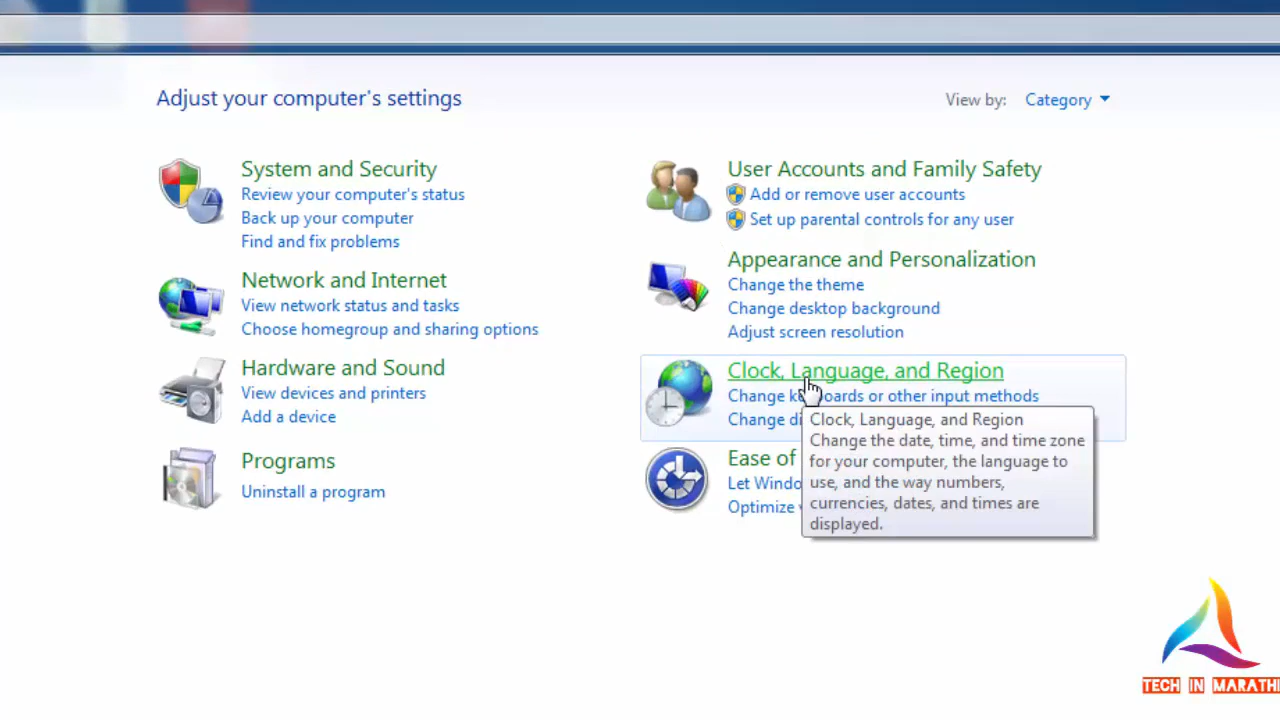 Adjust your computer's settings
View by: Category
System and Security
Review your computer's status
Back up your computer
Find and fix problems
Network and Internet
View network status and tasks
Choose homegroup and sharing options
Hardware and Sound
View devices and printers
Add a device
Programs
Uninstall a program
User Accounts and Family Safety
Add or remove user accounts
Set up parental controls for any user
Appearance and Personalization
Change the theme
Change desktop background
Adjust screen resolution
Clock, Language, and Region
Change or other input methods
Change
Clock, Language, and Region
Change the date, time, and time zone
for your computer, the language to
use, and the way numbers,
currencies, dates, and times are
displayed.
Ease of
Let
Optimize
TECH IN MARATHI